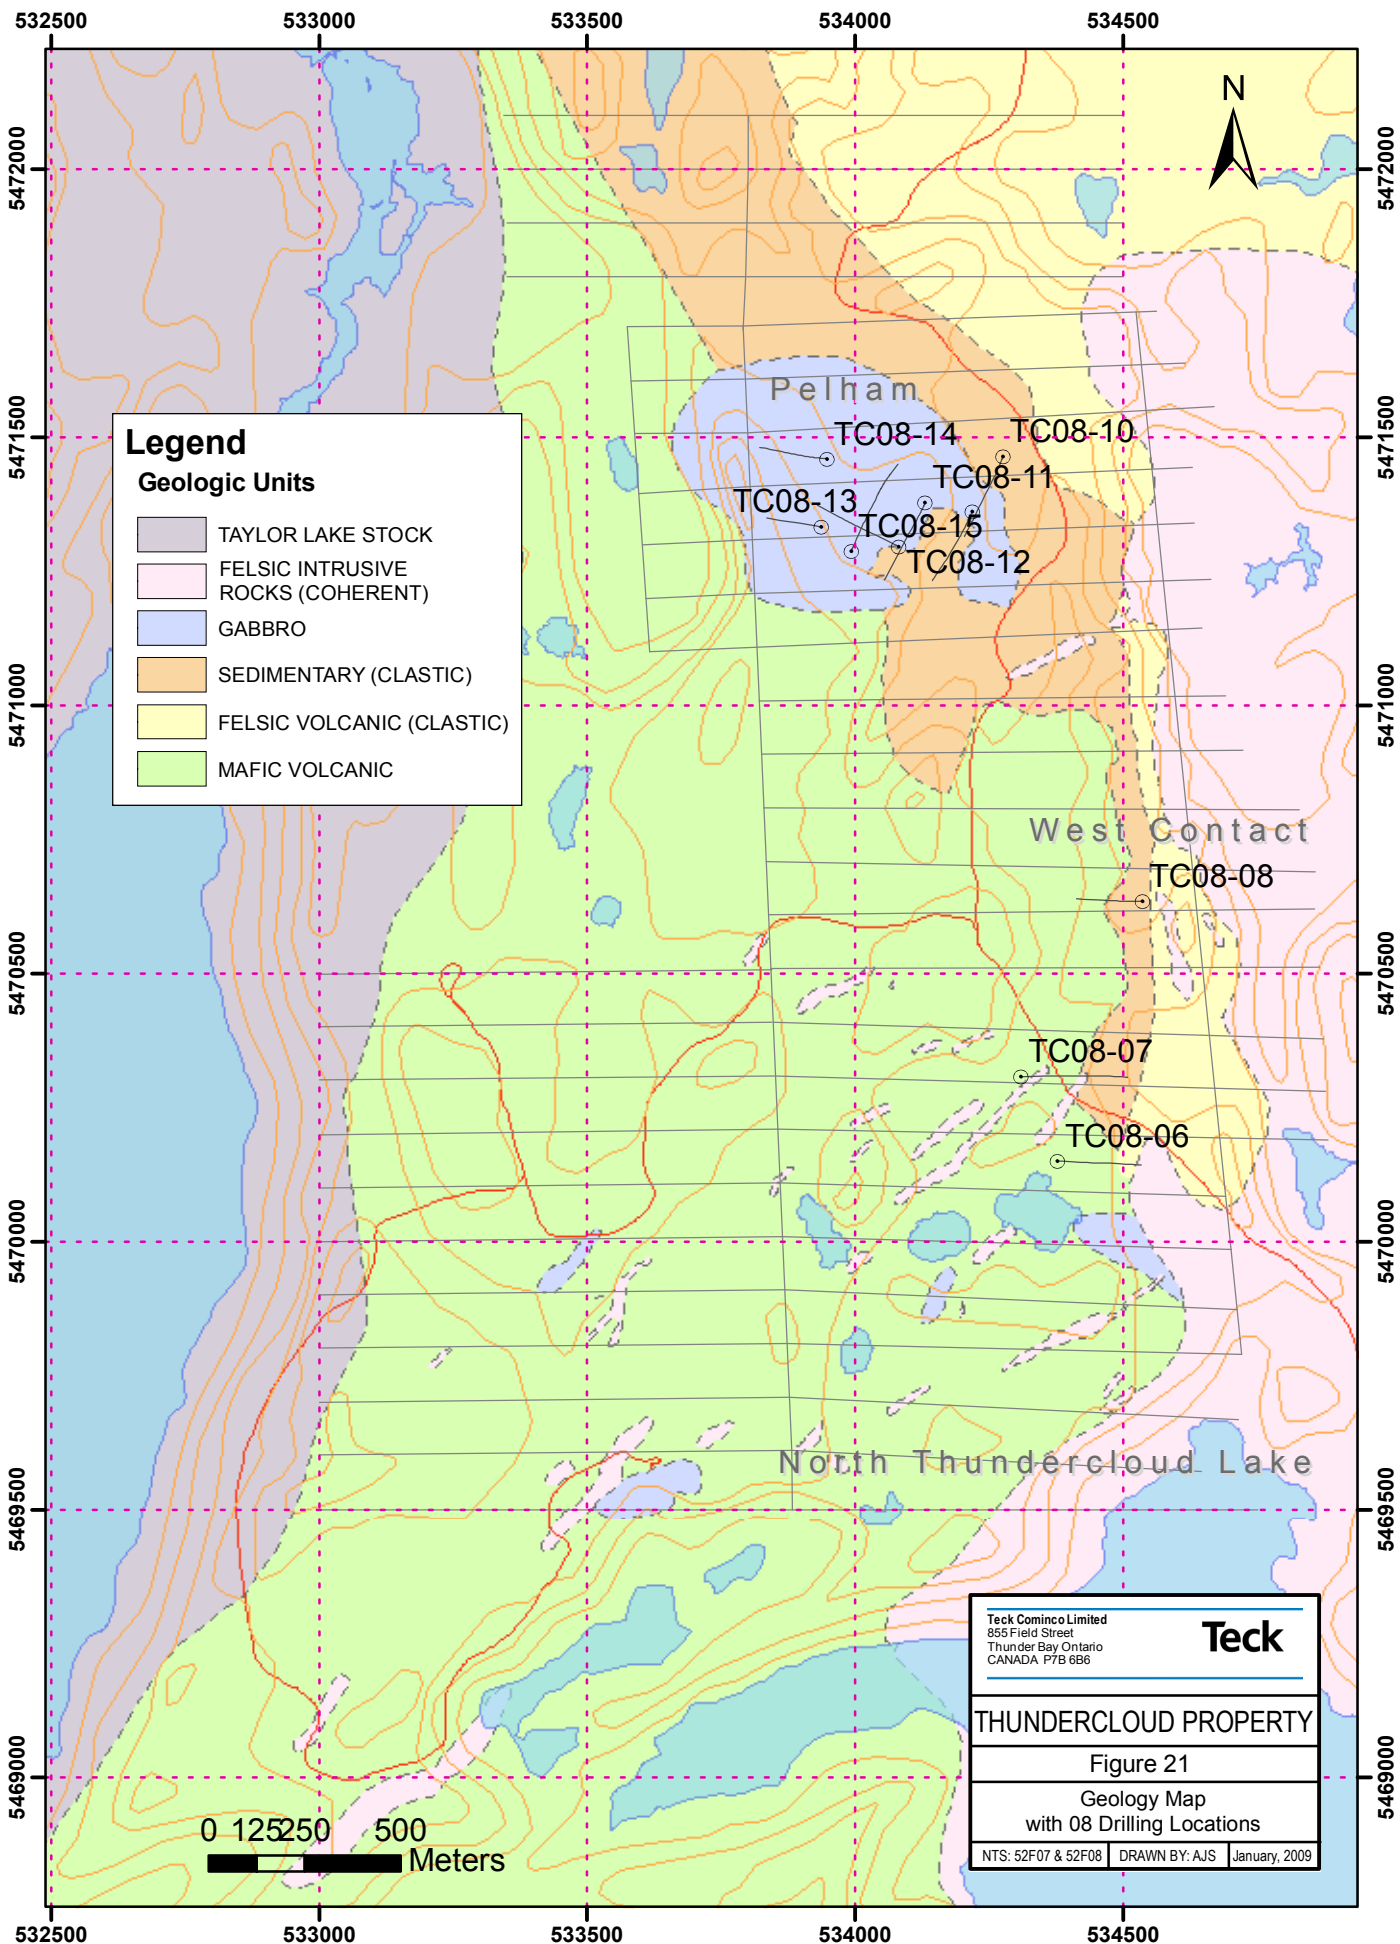 532500 533000 533500 534000 534500
N
5472000 5472000
Pelham
TC08-14 TC08-10
5471500 5471500
Legend
Geologic Units
TAYLOR LAKE STOCK
FELSIC INTRUSIVE
ROCKS (COHERENT)
GABBRO
SEDIMENTARY (CLASTIC)
FELSIC VOLCANIC (CLASTIC)
MAFIC VOLCANIC
TC08-11
TC08-13
TC08-15
TC08-12
5471000 5471000
West Contact
TC08-08
5470500 5470500
TC08-07
TC08-06
5470000 5470000
North Thundercloud Lake
5469500 5469500
Teck Cominco Limited
855 Field Street
Thunder Bay Ontario
CANADA P7B 6B6
Teck
THUNDERCLOUD PROPERTY
Figure 21
Geology Map
with 08 Drilling Locations
NTS: 52F07 & 52F08 DRAWN BY: AJS January, 2009
5469000 5469000
0 125 250 500
Meters
532500 533000 533500 534000 534500